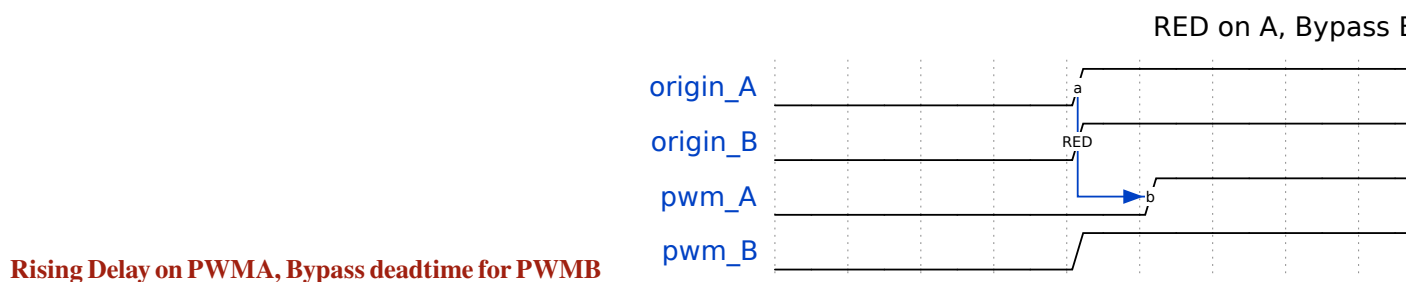 RED on A, Bypass
origin_A
a
origin_B
RED
pwm_A
b
pwm_B
Rising Delay on PWMA, Bypass deadtime for PWMB